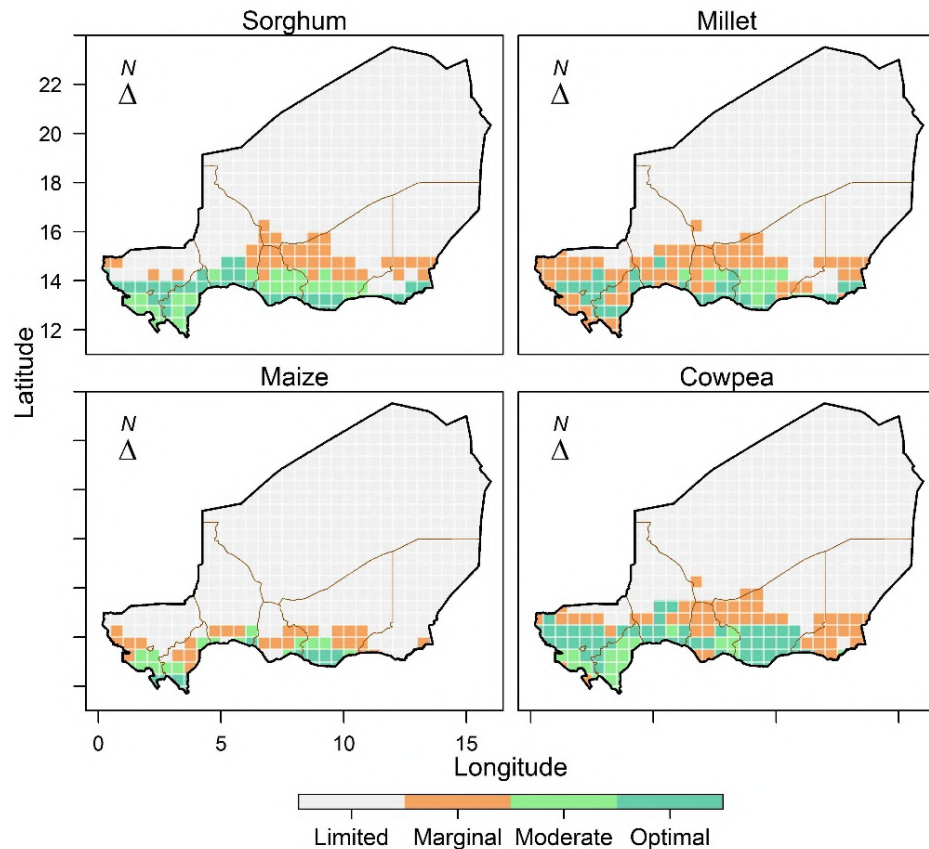 Sorghum
Millet
N
Δ
N
Δ
22
20
18
16
14
12
Latitude
Maize
Cowpea
N
Δ
N
Δ
0 5 10 15
Longitude
Limited Marginal Moderate Optimal